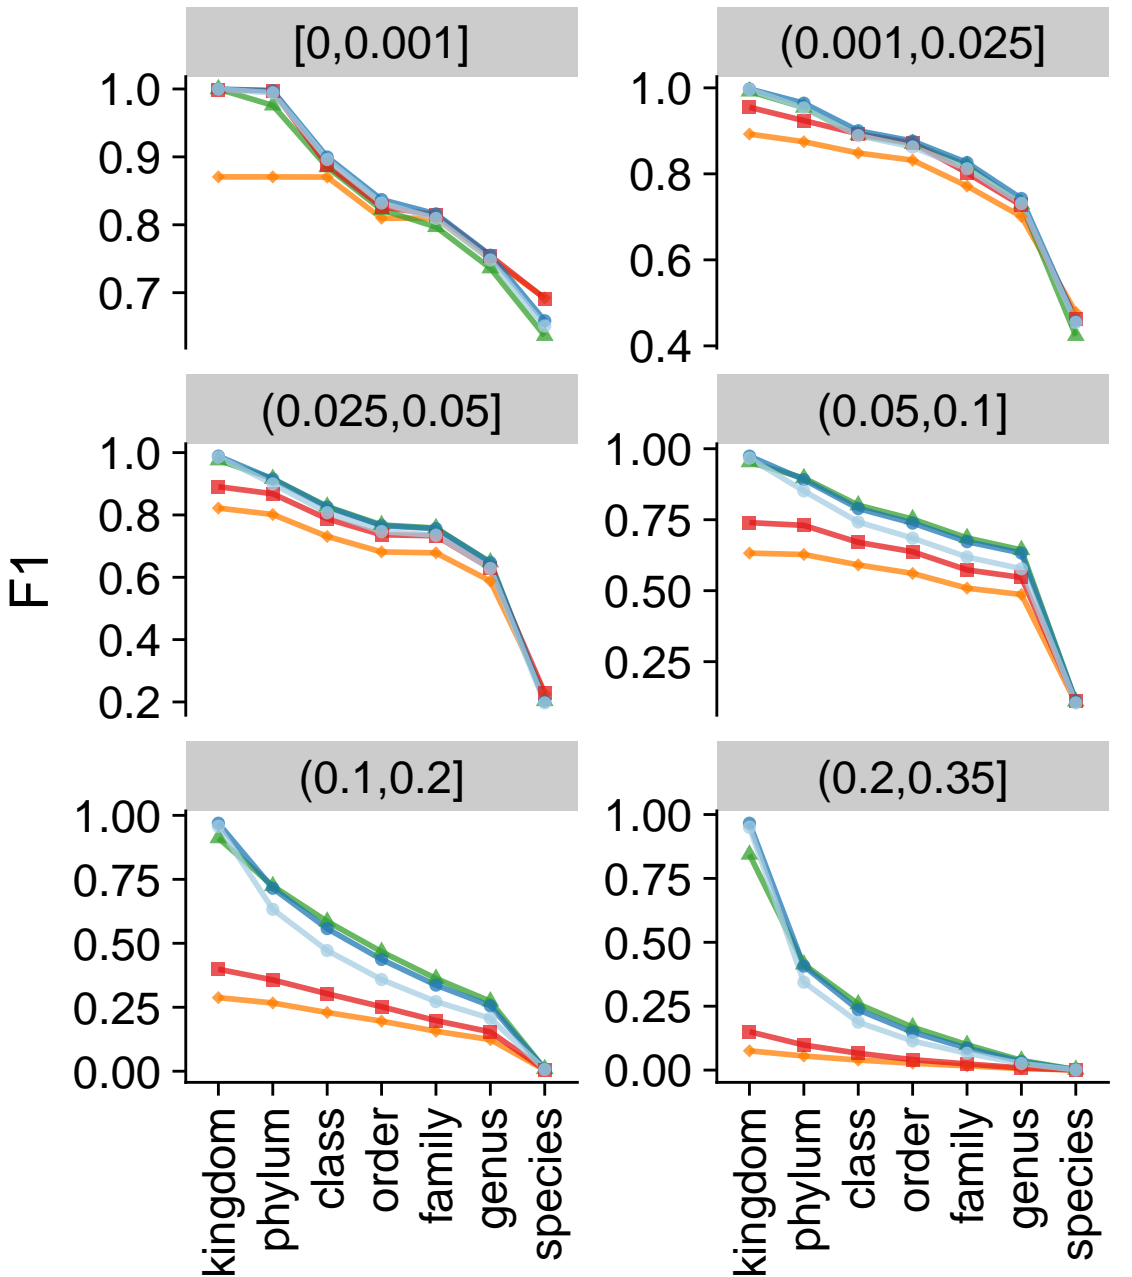 [0,0.001]
(0.001,0.025]
1.0
0.9
0.8
0.7
1.0
0.8
0.6
0.4
(0.025,0.05]
(0.05,0.1]
1.0
0.8
0.6
0.4
0.2
1.00
0.75
0.50
0.25
F1
(0.1,0.2]
(0.2,0.35]
1.00
0.75
0.50
0.25
0.00
1.00
0.75
0.50
0.25
0.00
kingdom
phylum
class
order
family
genus
species
kingdom
phylum
class
order
family
genus
species